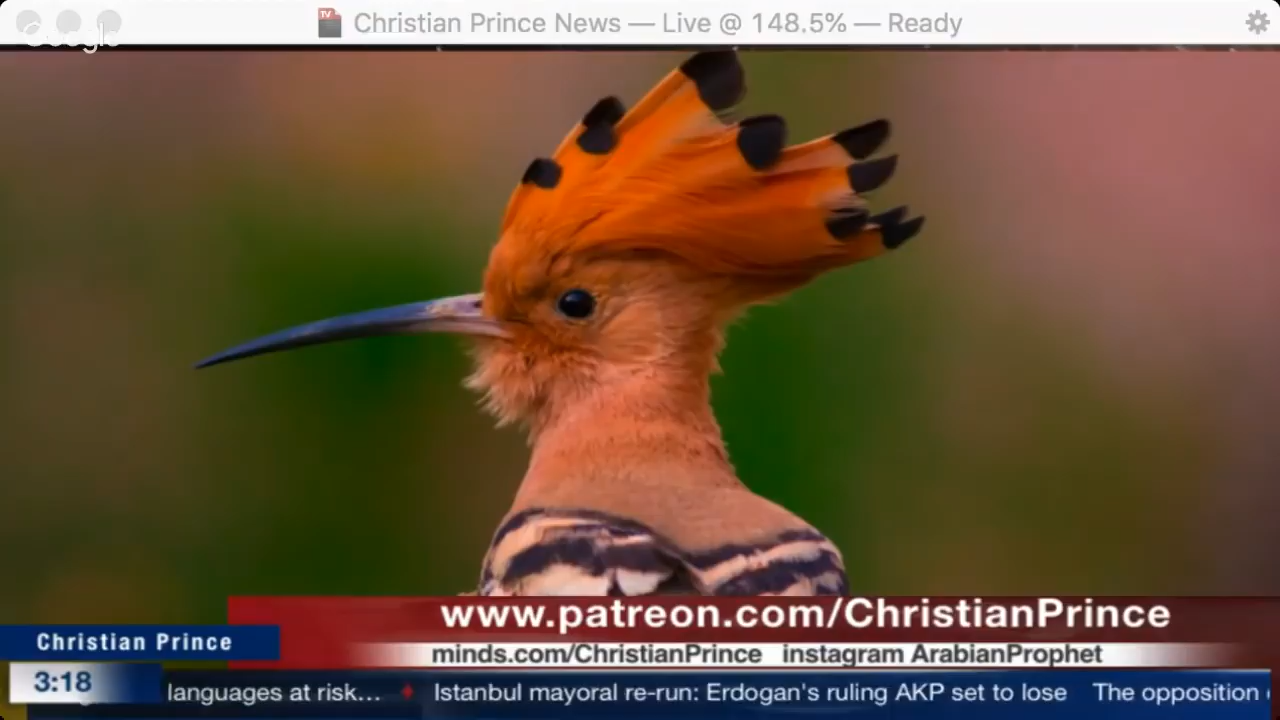 Christian Prince News — Live @ 148.5% — Ready
Google
www.patreon.com/ChristianPrince
Christian Prince
minds.com/ChristianPrince instagram ArabianProphet
3:18
languages at risk... ♦ Istanbul mayoral re-run: Erdogan's ruling AKP set to lose The opposition